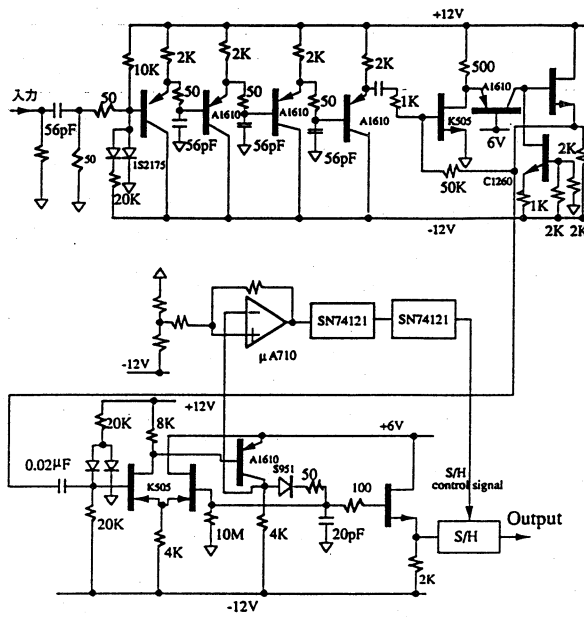 +12V
2K
2K
2K
2K
10K
500
入力
50
50
50
50
1K
A1610
A1610
A1610
A1610
A1610
K505
6V
56pF
50
1S2175
56pF
56pF
56pF
50K
C1260
2K
20K
1K
2K
2K
-12V
SN74121
SN74121
μA710
-12V
+12V
20K
8K
+6V
A1610
S951
50
S/H
control signal
0.02μF
K505
100
Output
20K
10M
4K
20pF
S/H
4K
2K
-12V